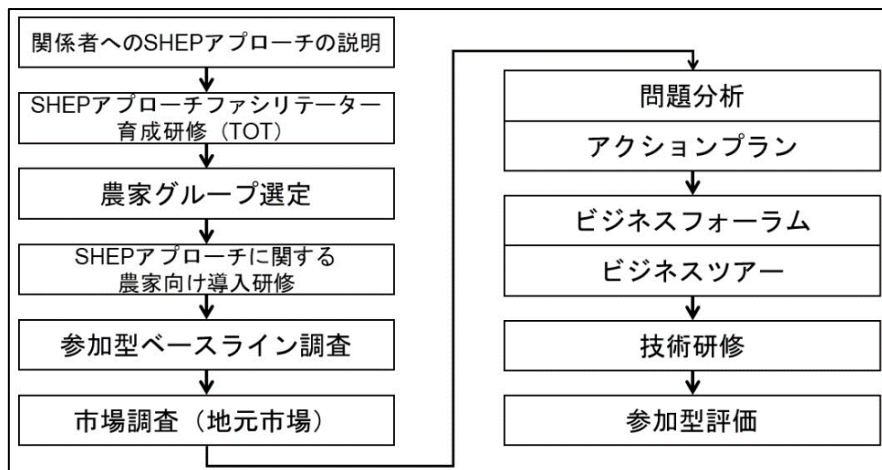 関係者へのSHEPアプローチの説明
SHEPアプローチファシリテーター
育成研修（TOT）
農家グループ選定
SHEPアプローチに関する
農家向け導入研修
参加型ベースライン調査
市場調査（地元市場）
問題分析
アクションプラン
ビジネスフォーラム
ビジネスツアー
技術研修
参加型評価